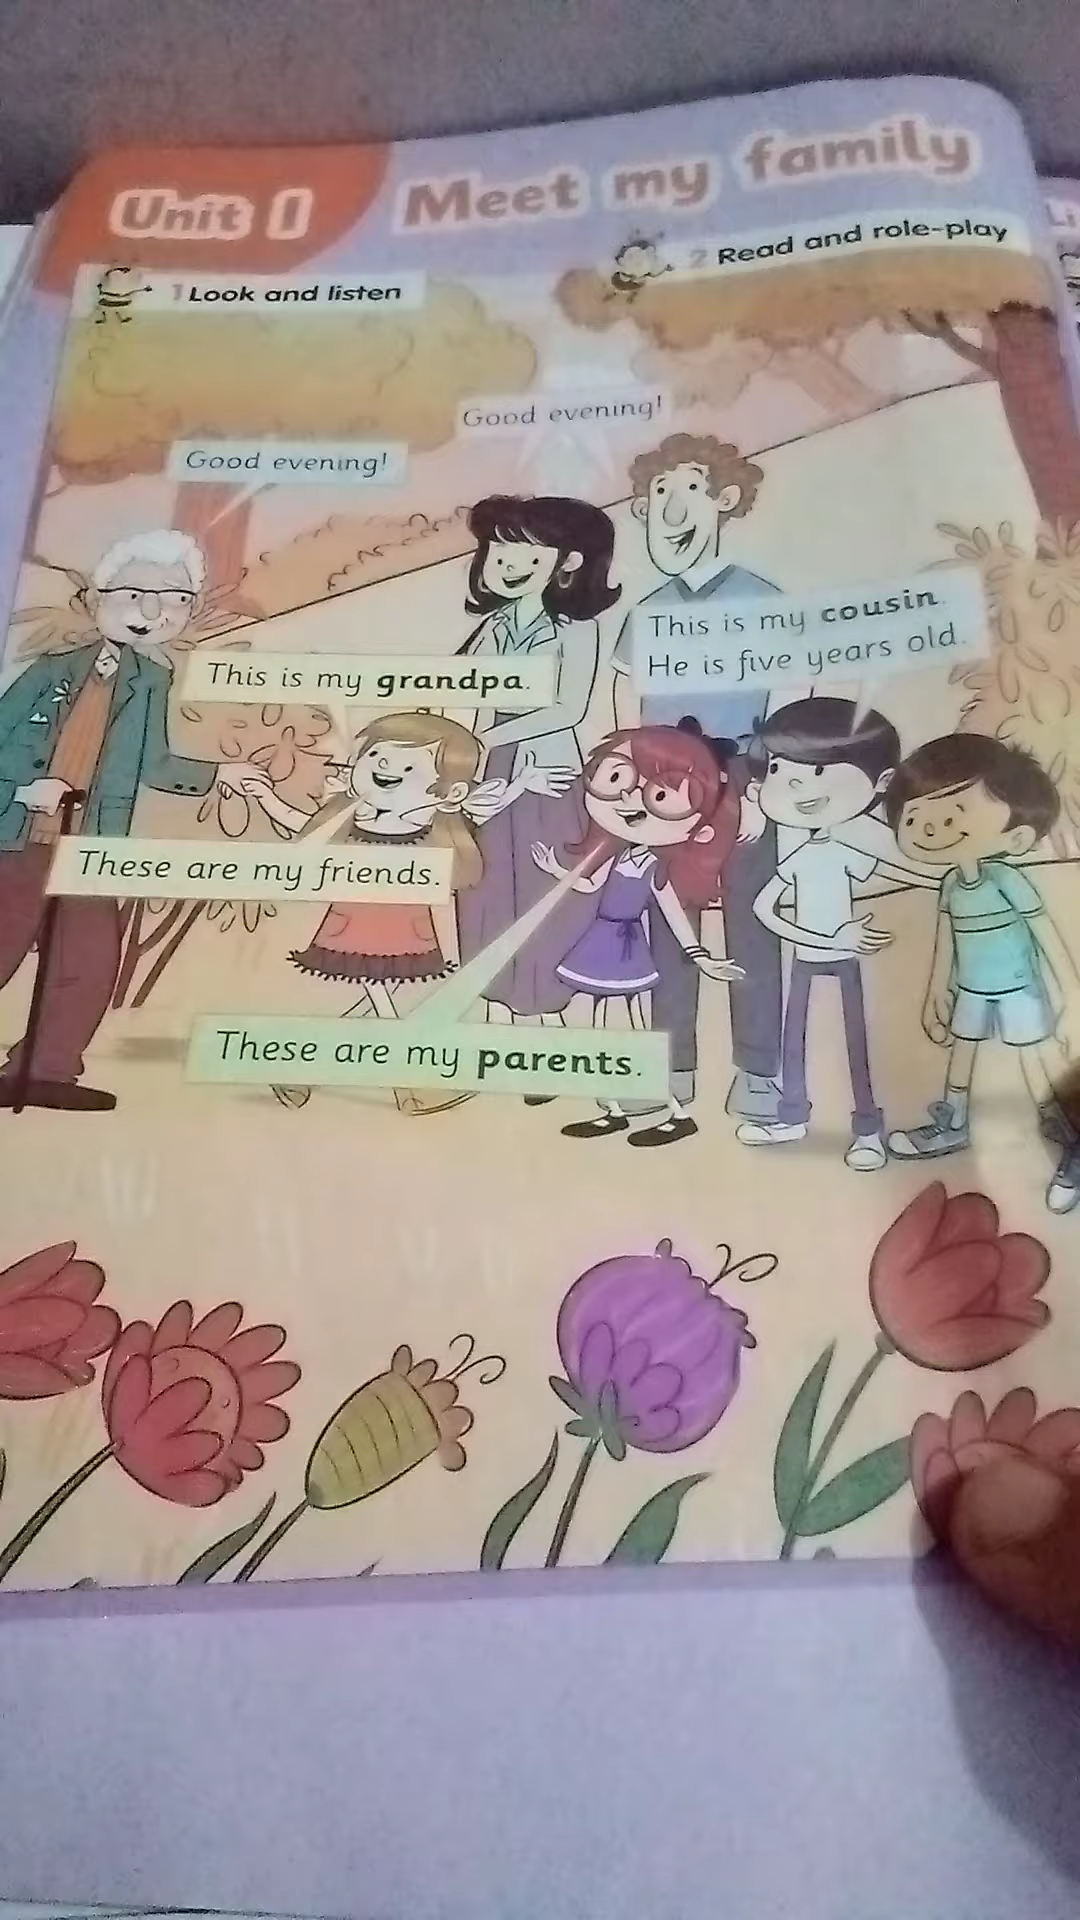 Unit 1
Meet my family
1 Look and listen
2 Read and role-play
Good evening!
Good evening!
This is my grandpa.
This is my cousin.
He is five years old.
These are my friends.
These are my parents.
Li